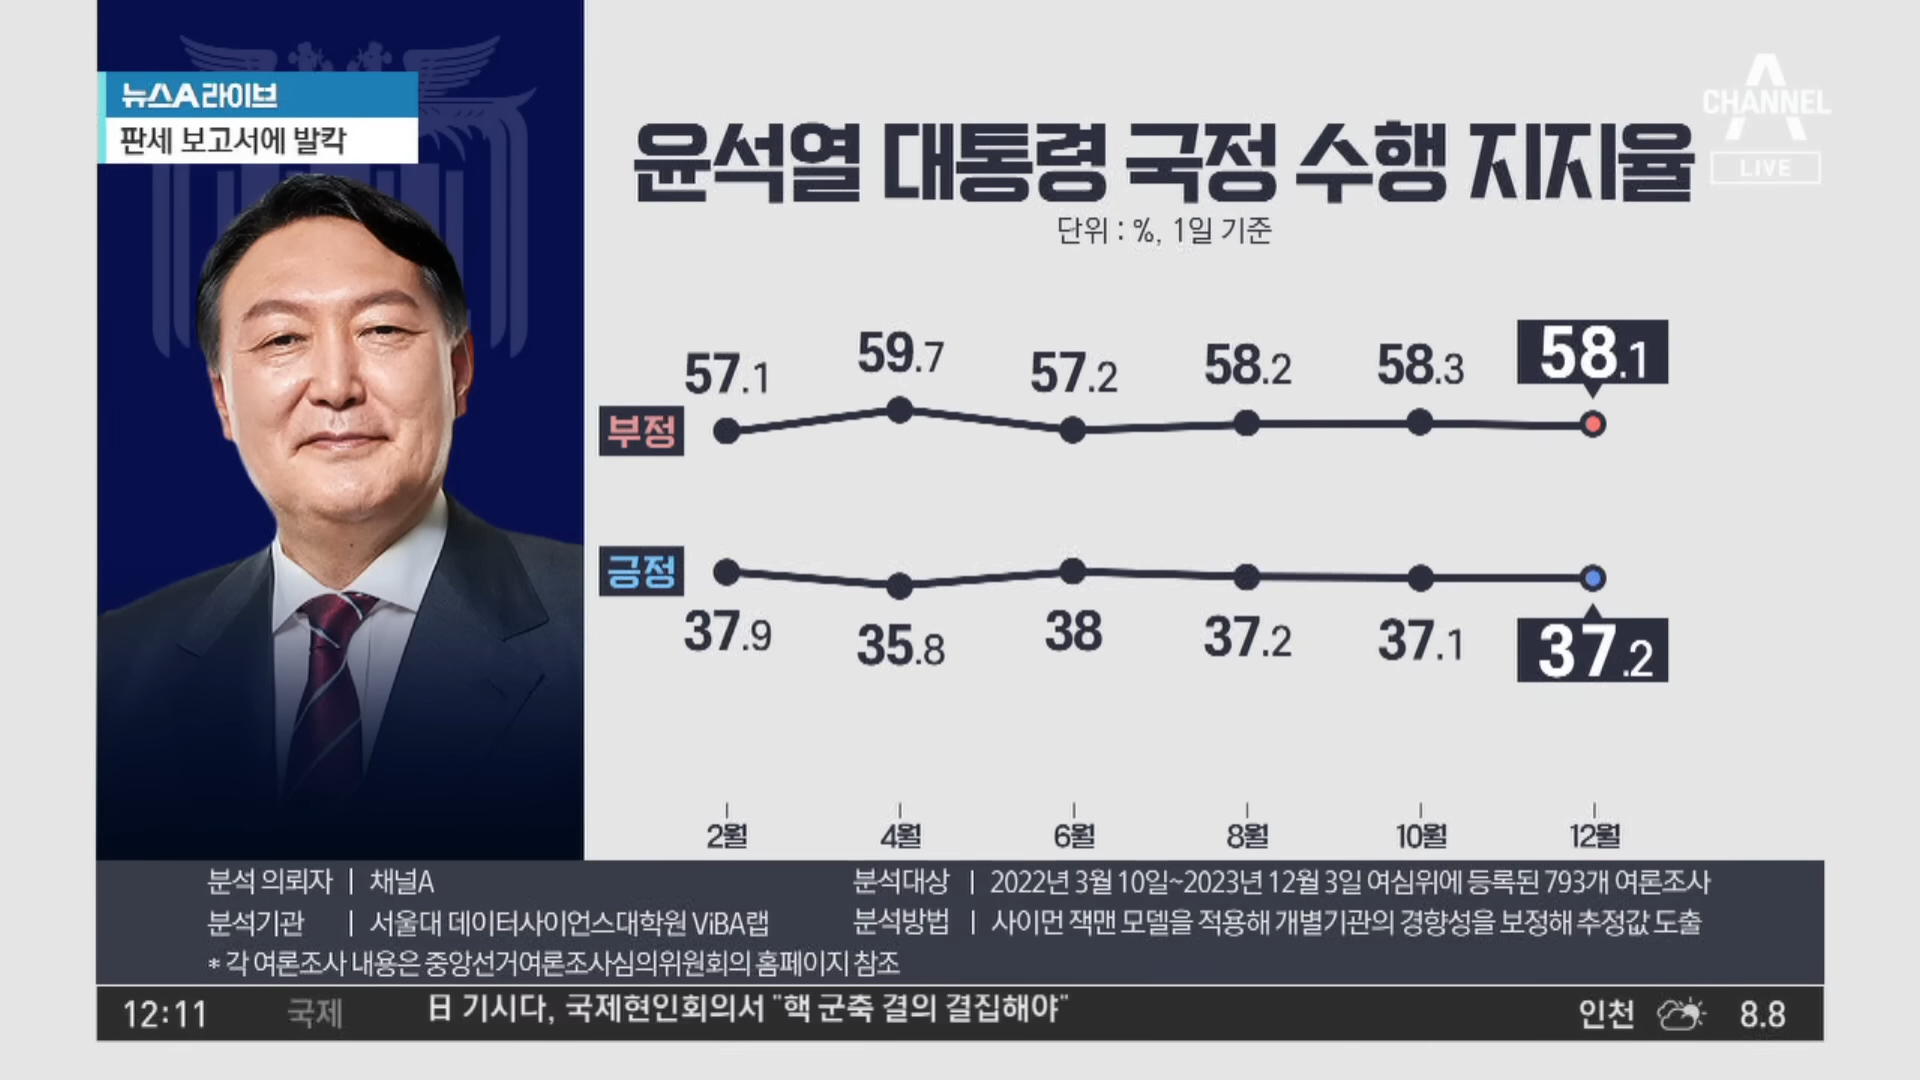 뉴스A 라이브
판세 보고서에 발칵
CHANNEL A
LIVE
윤석열 대통령 국정 수행 지지율
단위 : %, 1일 기준
57.1 59.7 57.2 58.2 58.3 58.1
부정
긍정
37.9 35.8 38 37.2 37.1 37.2
2월 4월 6월 8월 10월 12월
분석 의뢰자 | 채널A
분석기관 | 서울대 데이터사이언스대학원 ViBA랩
분석대상 | 2022년 3월 10일~2023년 12월 3일 여심위에 등록된 793개 여론조사
분석방법 | 사이먼 잭맨 모델을 적용해 개별기관의 경향성을 보정해 추정값 도출
* 각 여론조사 내용은 중앙선거여론조사심의위원회의 홈페이지 참조
12:11 국제 日 기시다, 국제현인회의서 "핵 군축 결의 결집해야" 인천 8.8